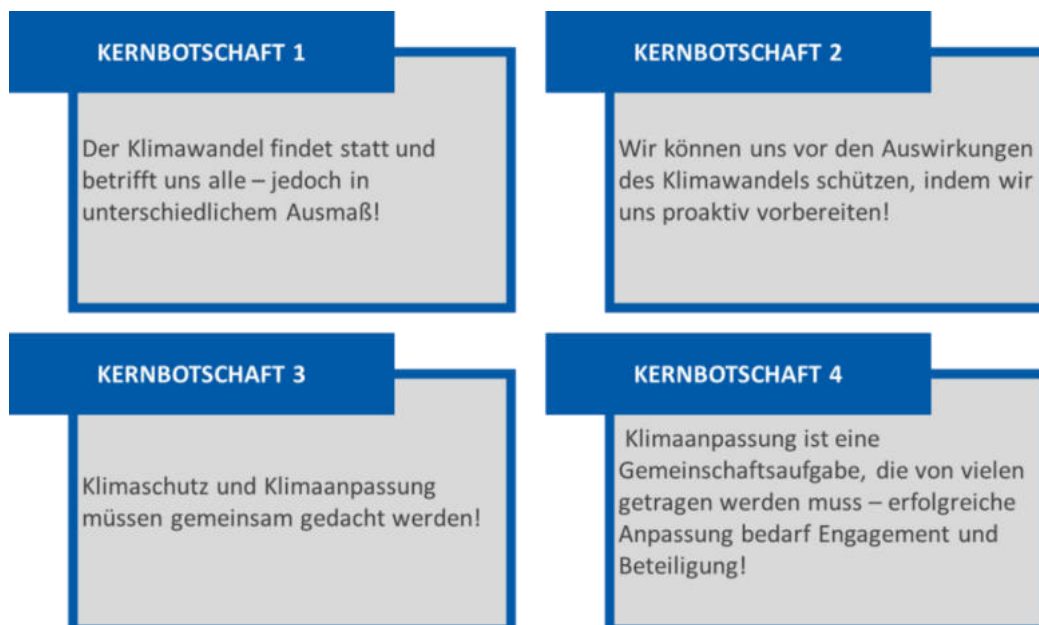 KERNBOTSCHAFT 1
Der Klimawandel findet statt und
betrifft uns alle – jedoch in
unterschiedlichem Ausmaß!
KERNBOTSCHAFT 2
Wir können uns vor den Auswirkungen
des Klimawandels schützen, indem wir
uns proaktiv vorbereiten!
KERNBOTSCHAFT 3
Klimaschutz und Klimaanpassung
müssen gemeinsam gedacht werden!
KERNBOTSCHAFT 4
Klimaanpassung ist eine
Gemeinschaftsaufgabe, die von vielen
getragen werden muss – erfolgreiche
Anpassung bedarf Engagement und
Beteiligung!